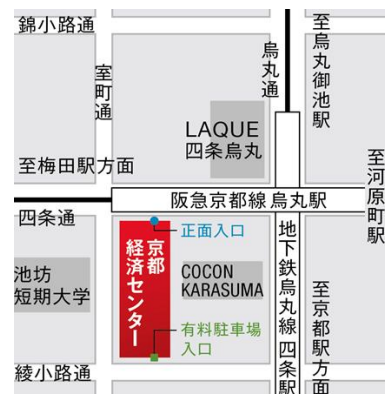 錦小路通
室町通
烏丸通
至烏丸御池駅
LAQUE
四条烏丸
至梅田駅方面
至河原町駅
阪急京都線 烏丸駅
四条通
正面入口
京都
経済センター
池坊
短期大学
COCON
KARASUMA
地下鉄烏丸線 四条駅
至京都駅方面
有料駐車場
入口
綾小路通